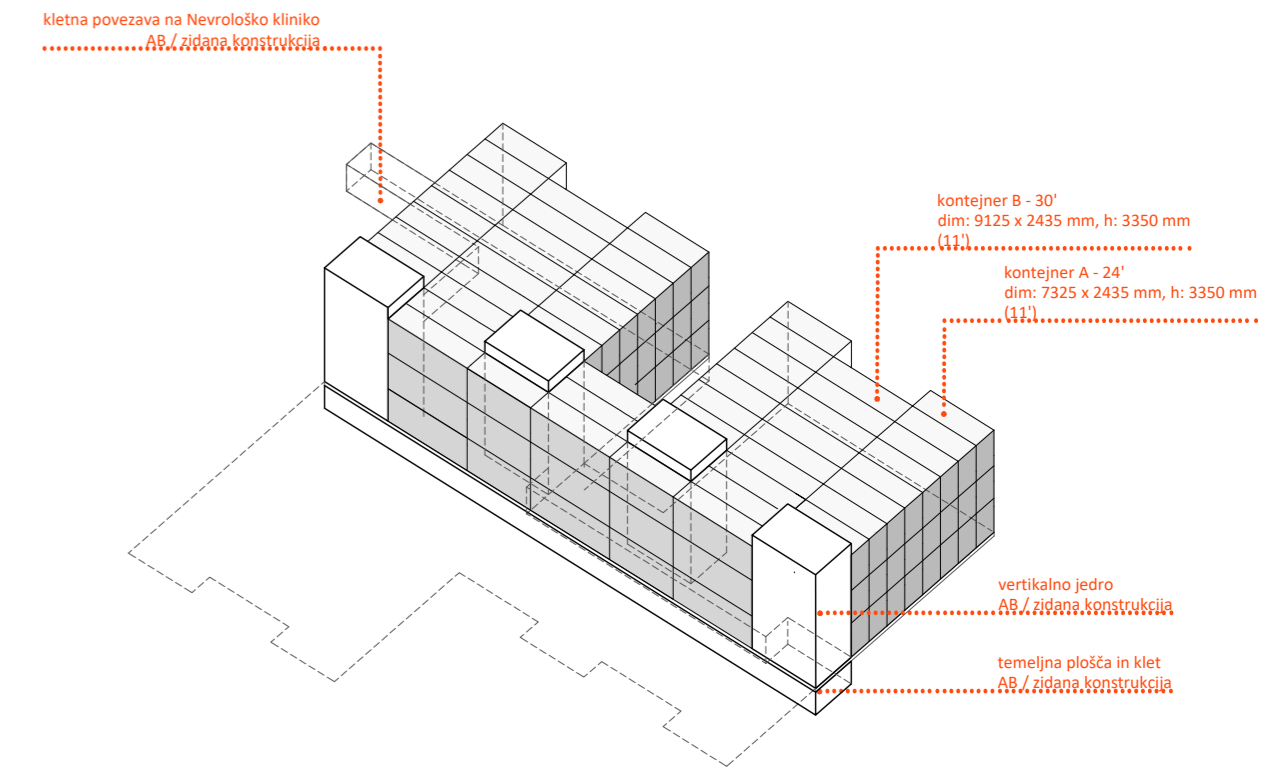 kletna povezava na Nevrološko kliniko
AB / zidana konstrukcija
kontejner B - 30'
dim: 9125 x 2435 mm, h: 3350 mm
(11')
kontejner A - 24'
dim: 7325 x 2435 mm, h: 3350 mm
(11')
vertikalno jedro
AB / zidana konstrukcija
temeljna plošča in klet
AB / zidana konstrukcija